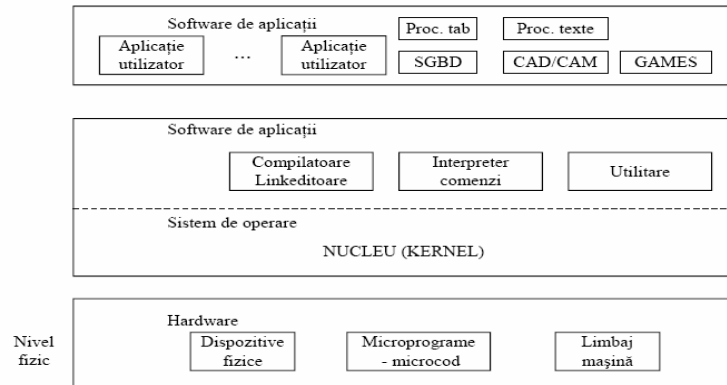 Software de aplicații
Proc. tab
Proc. texte
Aplicație
utilizator
...
Aplicație
utilizator
SGBD
CAD/CAM
GAMES
Software de aplicații
Compilatoare
Linkeditoare
Interpreter
comenzi
Utilitare
Sistem de operare
NUCLEU (KERNEL)
Nivel
fizic
Hardware
Dispozitive
fizice
Microprograme
- microcod
Limbaj
mașină